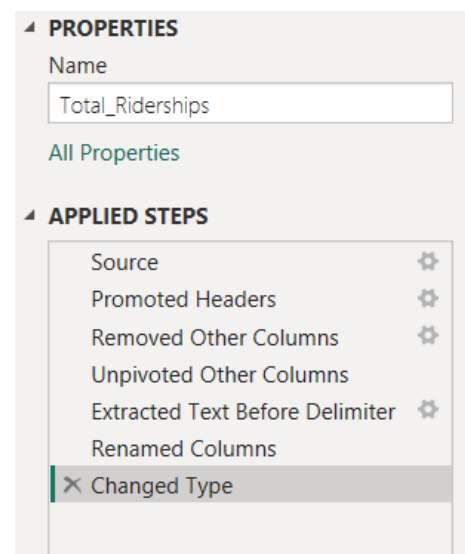 PROPERTIES
Name
Total_Riderships
All Properties
APPLIED STEPS
Source
Promoted Headers
Removed Other Columns
Unpivoted Other Columns
Extracted Text Before Delimiter
Renamed Columns
Changed Type